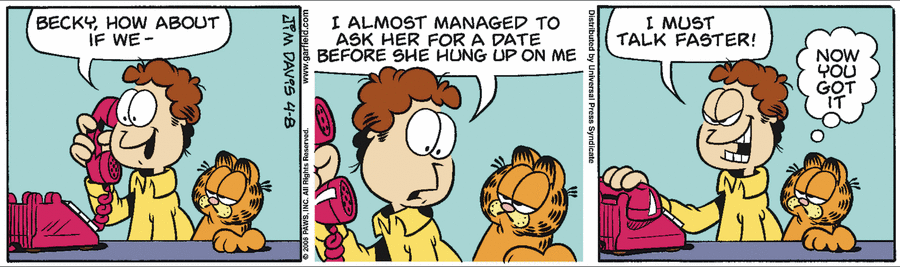 BECKY, HOW ABOUT
IF WE-
JIM DAVIS 4-8
www.garfield.com
© 2008 PAWS, INC. All Rights Reserved.
I ALMOST MANAGED TO
ASK HER FOR A DATE
BEFORE SHE HUNG UP ON ME
Distributed by Universal Press Syndicate
I MUST
TALK FASTER!
NOW
YOU
GOT
IT